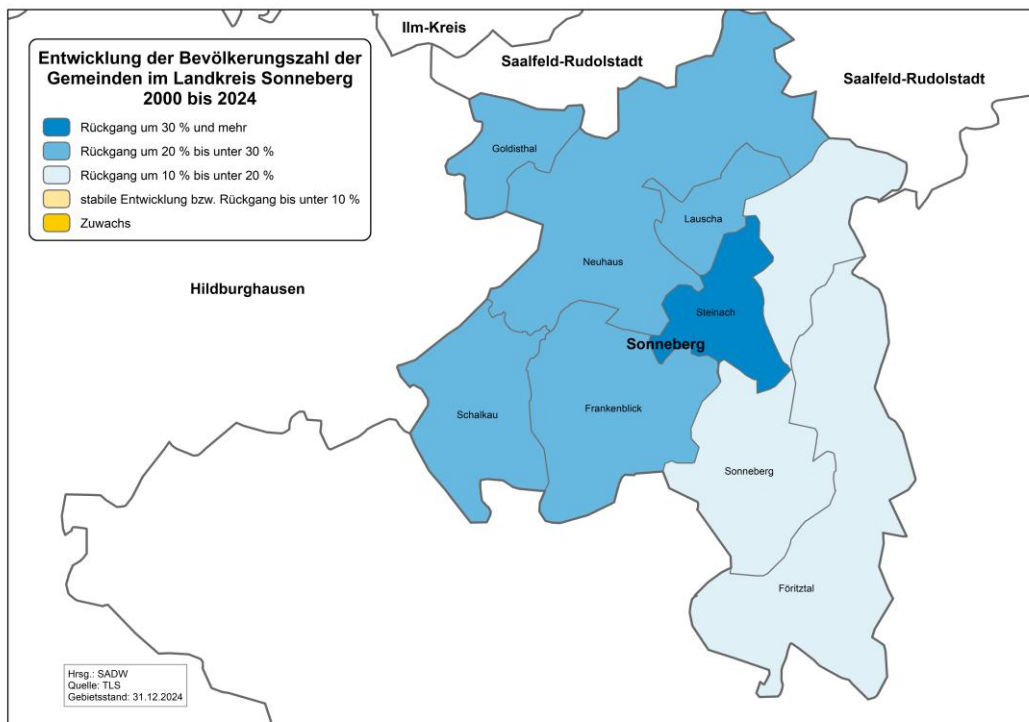 Ilm-Kreis
Saalfeld-Rudolstadt
Saalfeld-Rudolstadt
Entwicklung der Bevölkerungszahl der
Gemeinden im Landkreis Sonneberg
2000 bis 2024
Rückgang um 30 % und mehr
Rückgang um 20 % bis unter 30 %
Rückgang um 10 % bis unter 20 %
stabile Entwicklung bzw. Rückgang bis unter 10 %
Zuwachs
Goldisthal
Lauscha
Neuhaus
Hildburghausen
Steinach
Sonneberg
Schalkau
Frankenblick
Sonneberg
Föritztal
Hrsg.: SADW
Quelle: TLS
Gebietsstand: 31.12.2024